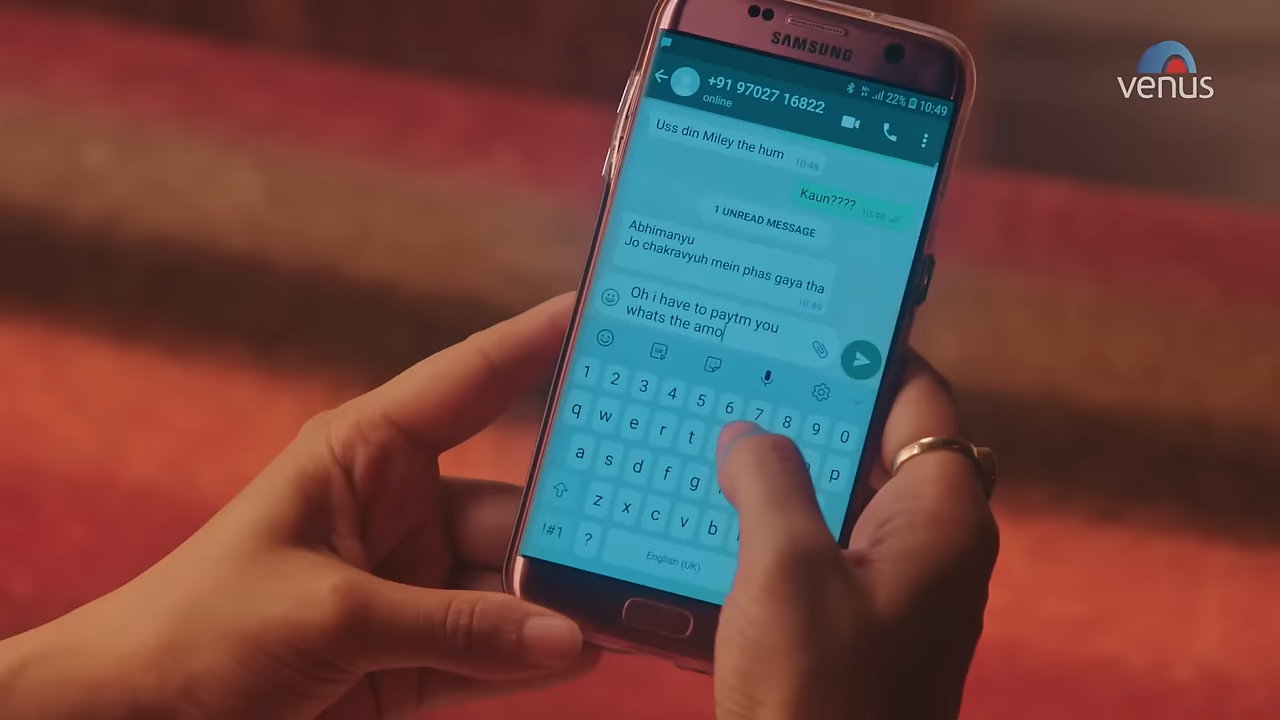 SAMSUNG
venus
22% 10:49
+91 97027 16822
online
Uss din Miley the hum 10:48
Kaun???? 10:48
1 UNREAD MESSAGE
Abhimanyu
Jo chakravyuh mein phas gaya tha
10:49
Oh i have to paytm you
whats the amo
1 2 3 4 5 6 7 8 9 0
q w e r t p
a s d f g
z x c v b
!#1 ? English (UK)